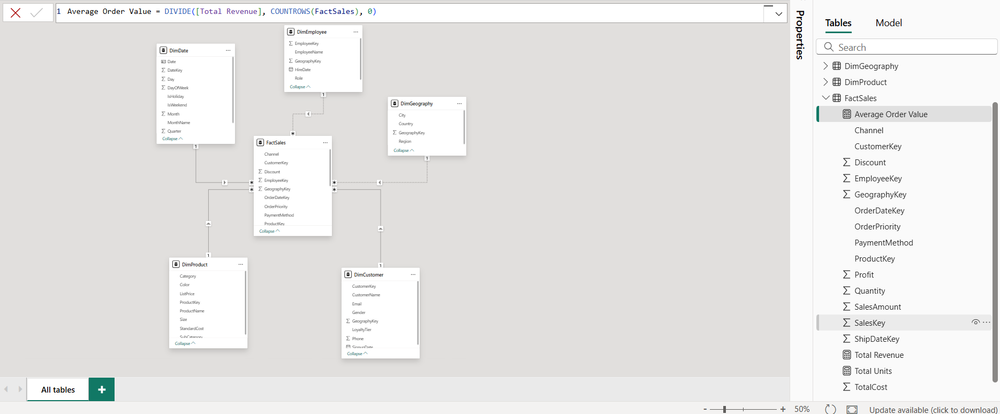 1 Average Order Value = DIVIDE([Total Revenue], COUNTROWS(FactSales), 0)
DimEmployee
EmployeeKey
EmployeeName
GeographyKey
HireDate
Role
Collapse
DimDate
Date
DateKey
Day
DayOfWeek
IsHoliday
IsWeekend
Month
MonthName
Quarter
Collapse
DimGeography
City
Country
GeographyKey
Region
Collapse
1
1
1
*
FactSales
Channel
CustomerKey
Discount
EmployeeKey
GeographyKey
OrderDateKey
OrderPriority
PaymentMethod
ProductKey
Collapse
*
*
*
*
1
1
DimProduct
Category
Color
ListPrice
ProductKey
ProductName
Size
StandardCost
SubCategory
Collapse
DimCustomer
CustomerKey
CustomerName
Email
Gender
GeographyKey
LoyaltyTier
Phone
SignupDate
Collapse
All tables
+
Properties
Tables Model
Search
DimGeography
DimProduct
FactSales
Average Order Value
Channel
CustomerKey
Discount
EmployeeKey
GeographyKey
OrderDateKey
OrderPriority
PaymentMethod
ProductKey
Profit
Quantity
SalesAmount
SalesKey
ShipDateKey
Total Revenue
Total Units
TotalCost
- + 50%
Update available (click to download)